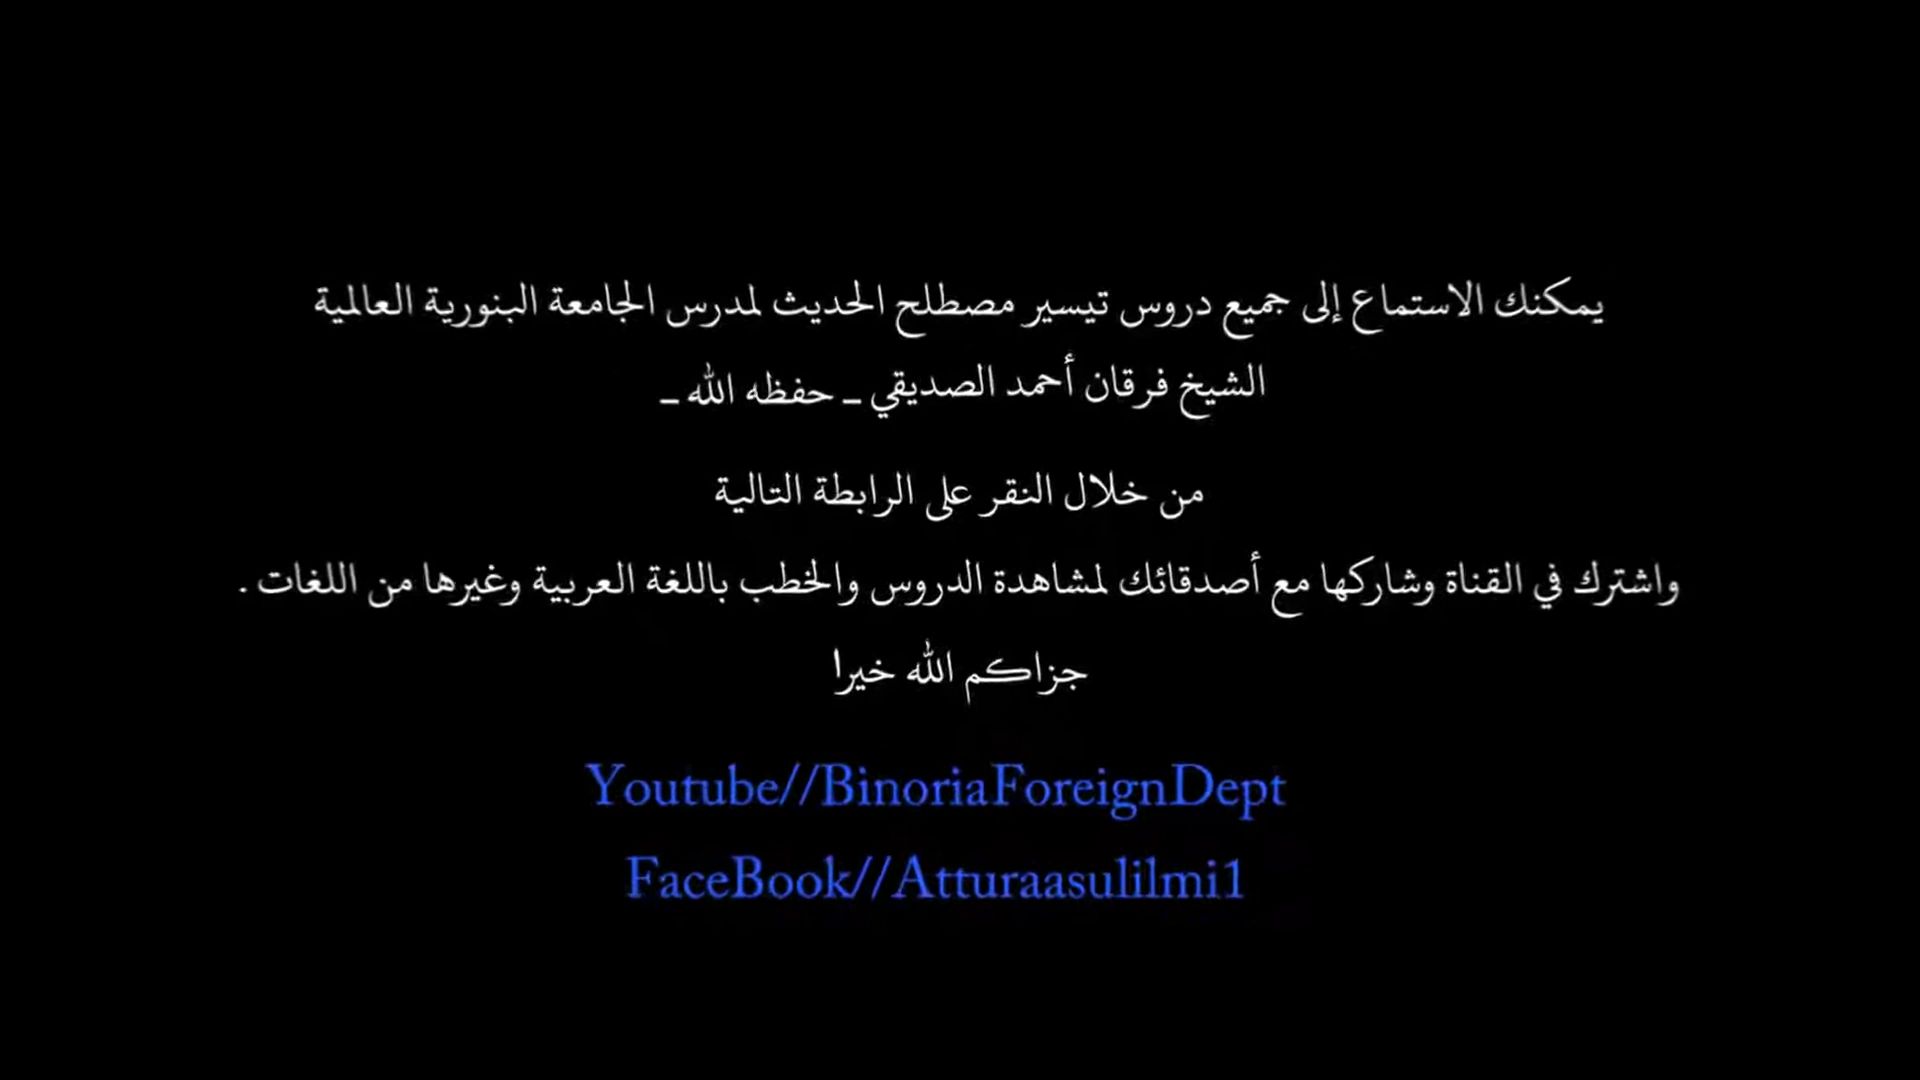 يمكنك الاستماع إلى جميع دروس تيسير مصطلح الحديث لمدرس الجامعة البنورية العالمية
الشيخ فرقان أحمد الصديقي ــ حفظه الله ــ
من خلال النقر على الرابطة التالية
واشترك في القناة وشاركها مع أصدقائك لمشاهدة الدروس والخطب باللغة العربية وغيرها من اللغات .
جزاكم الله خيرا
Youtube//BinoriaForeignDept
FaceBook//Atturaasulilmi1